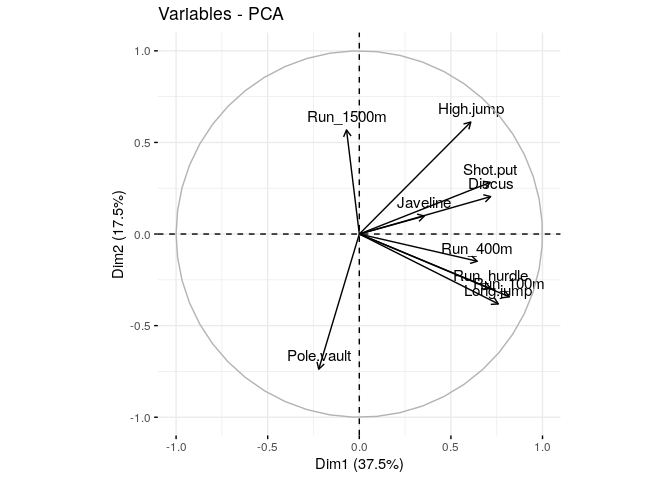 Variables - PCA
1.0
0.5
0.0
-0.5
-1.0
Dim2 (17.5%)
High.jump
Run_1500m
Shot.put
Discus
Javeline
Run_400m
Run_hurdle
Run_100m
Long.jump
Pole.vault
-1.0
-0.5
0.0
0.5
1.0
Dim1 (37.5%)